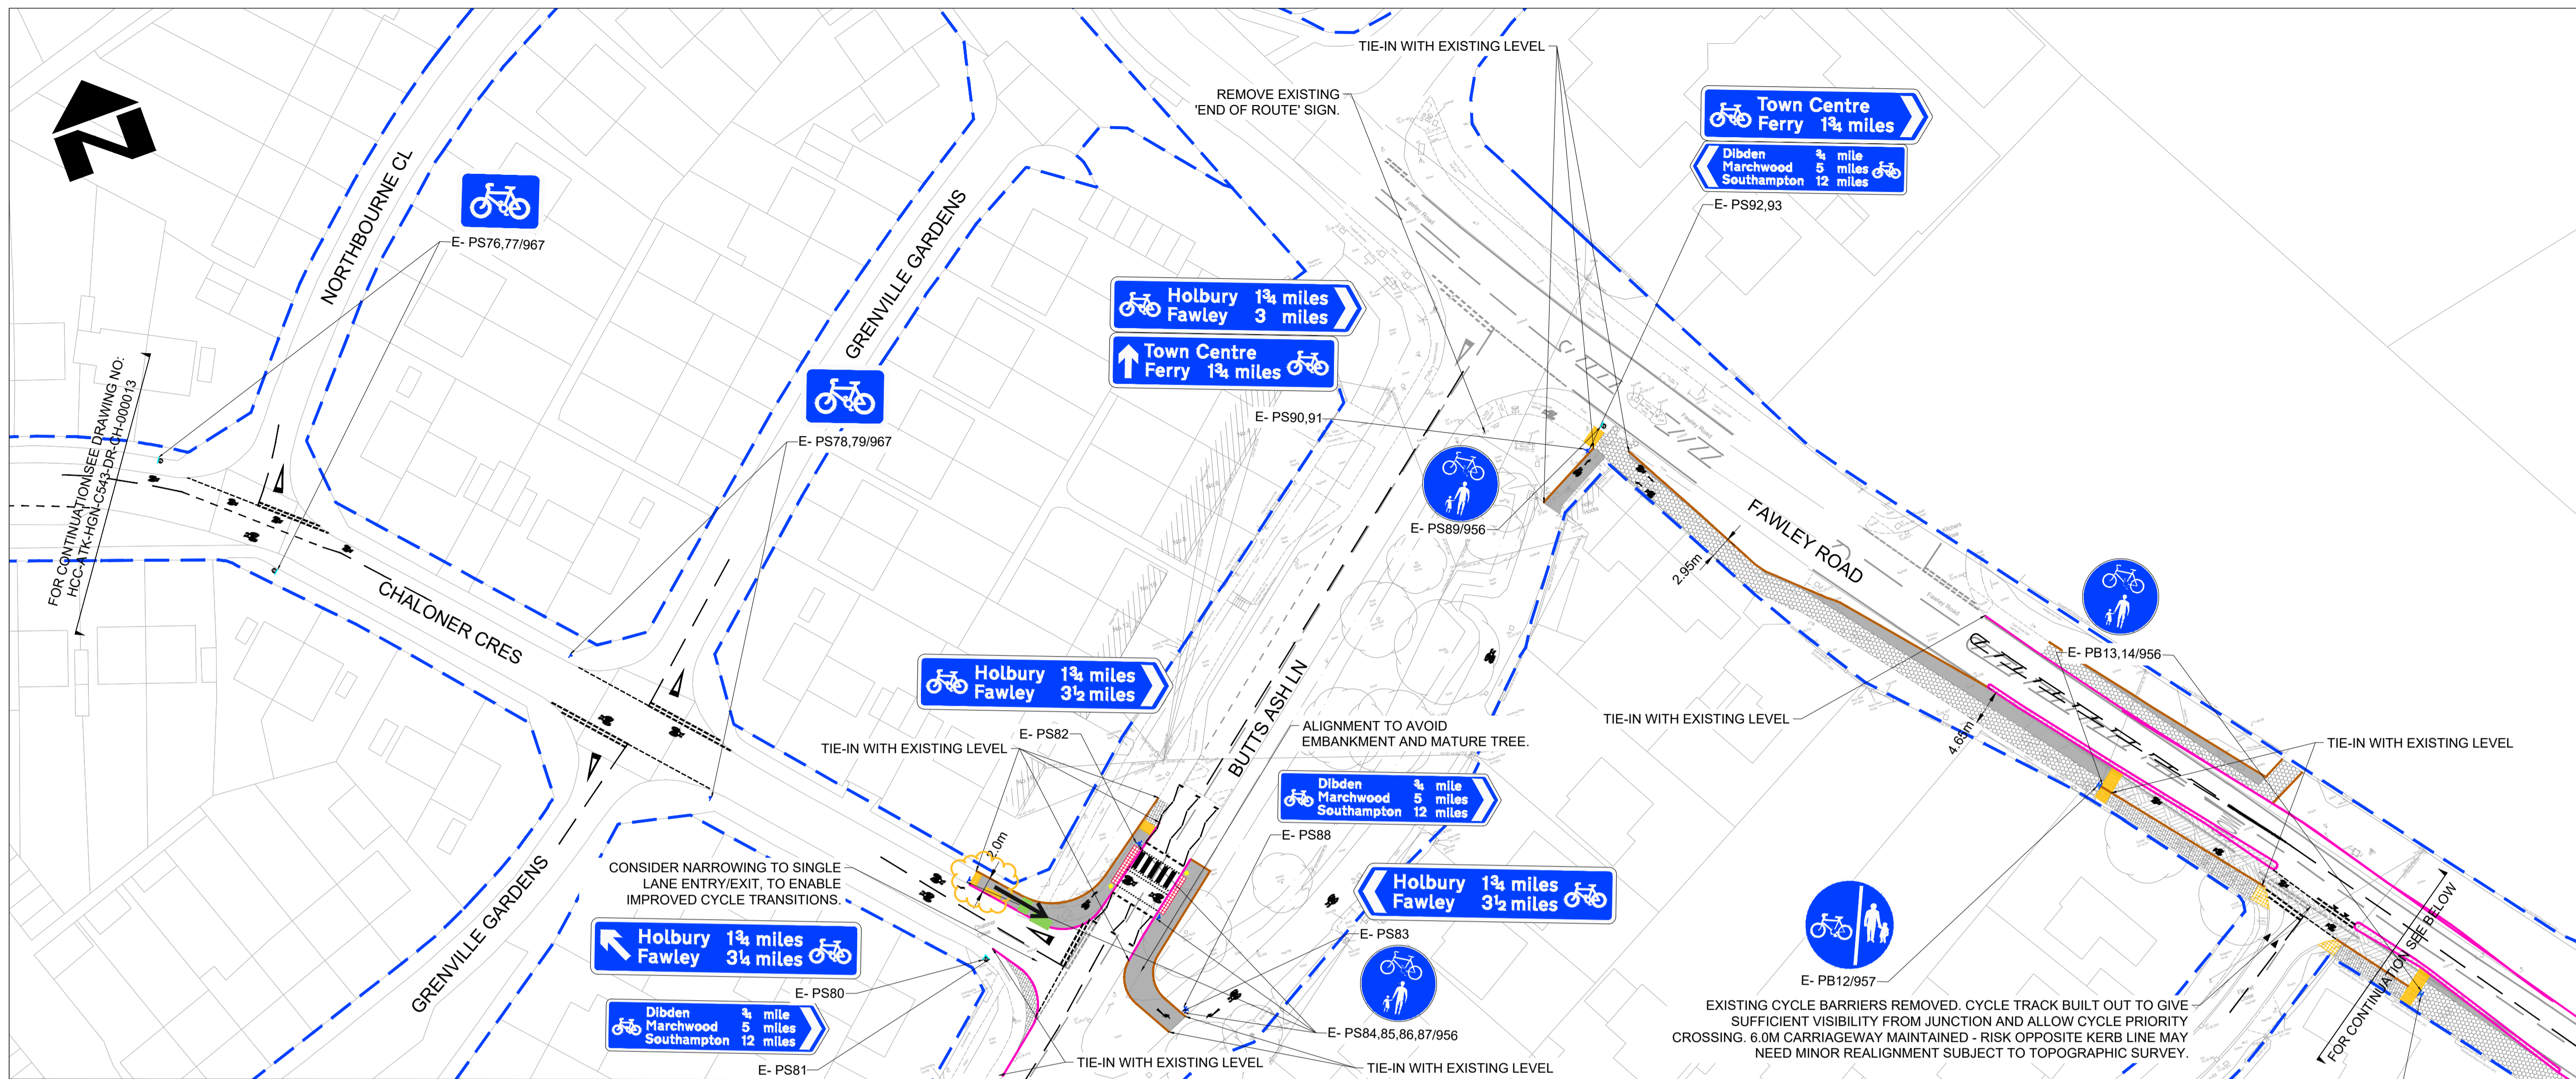 TIE-IN WITH EXISTING LEVEL
REMOVE EXISTING
'END OF ROUTE' SIGN.
Town Centre
Ferry 1¾ miles
Dibden ¾ mile
Marchwood 5 miles
Southampton 12 miles
E- PS92,93
N
NORTHBOURNE CL
E- PS76,77/967
GRENVILLE GARDENS
Fawley Road
Holbury 1¾ miles
Fawley 3 miles
Town Centre
Ferry 1¾ miles
E- PS90,91
FOR CONTINUATION SEE DRAWING NO:
HCC-ATK-HGN-C543-DR-CH-000013
E- PS78,79/967
Fawley Road
E- PS89/956
FAWLEY ROAD
2.95m
Fawley Road
CHALONER CRES
E- PB13,14/956
Holbury 1¾ miles
Fawley 3½ miles
BUTTS ASH LN
TIE-IN WITH EXISTING LEVEL
4.65m
E- PS82
TIE-IN WITH EXISTING LEVEL
ALIGNMENT TO AVOID
EMBANKMENT AND MATURE TREE.
TIE-IN WITH EXISTING LEVEL
Dibden ¾ mile
Marchwood 5 miles
Southampton 12 miles
E- PS88
2.0m
CONSIDER NARROWING TO SINGLE
LANE ENTRY/EXIT, TO ENABLE
IMPROVED CYCLE TRANSITIONS.
Holbury 1¾ miles
Fawley 3½ miles
E- PS83
GRENVILLE GARDENS
Holbury 1¾ miles
Fawley 3¼ miles
E- PS80
Dibden ¾ mile
Marchwood 5 miles
Southampton 12 miles
E- PS81
TIE-IN WITH EXISTING LEVEL
E- PS84,85,86,87/956
TIE-IN WITH EXISTING LEVEL
E- PB12/957
EXISTING CYCLE BARRIERS REMOVED. CYCLE TRACK BUILT OUT TO GIVE
SUFFICIENT VISIBILITY FROM JUNCTION AND ALLOW CYCLE PRIORITY
CROSSING. 6.0M CARRIAGEWAY MAINTAINED - RISK OPPOSITE KERB LINE MAY
NEED MINOR REALIGNMENT SUBJECT TO TOPOGRAPHIC SURVEY.
FOR CONTINUATION SEE BELOW